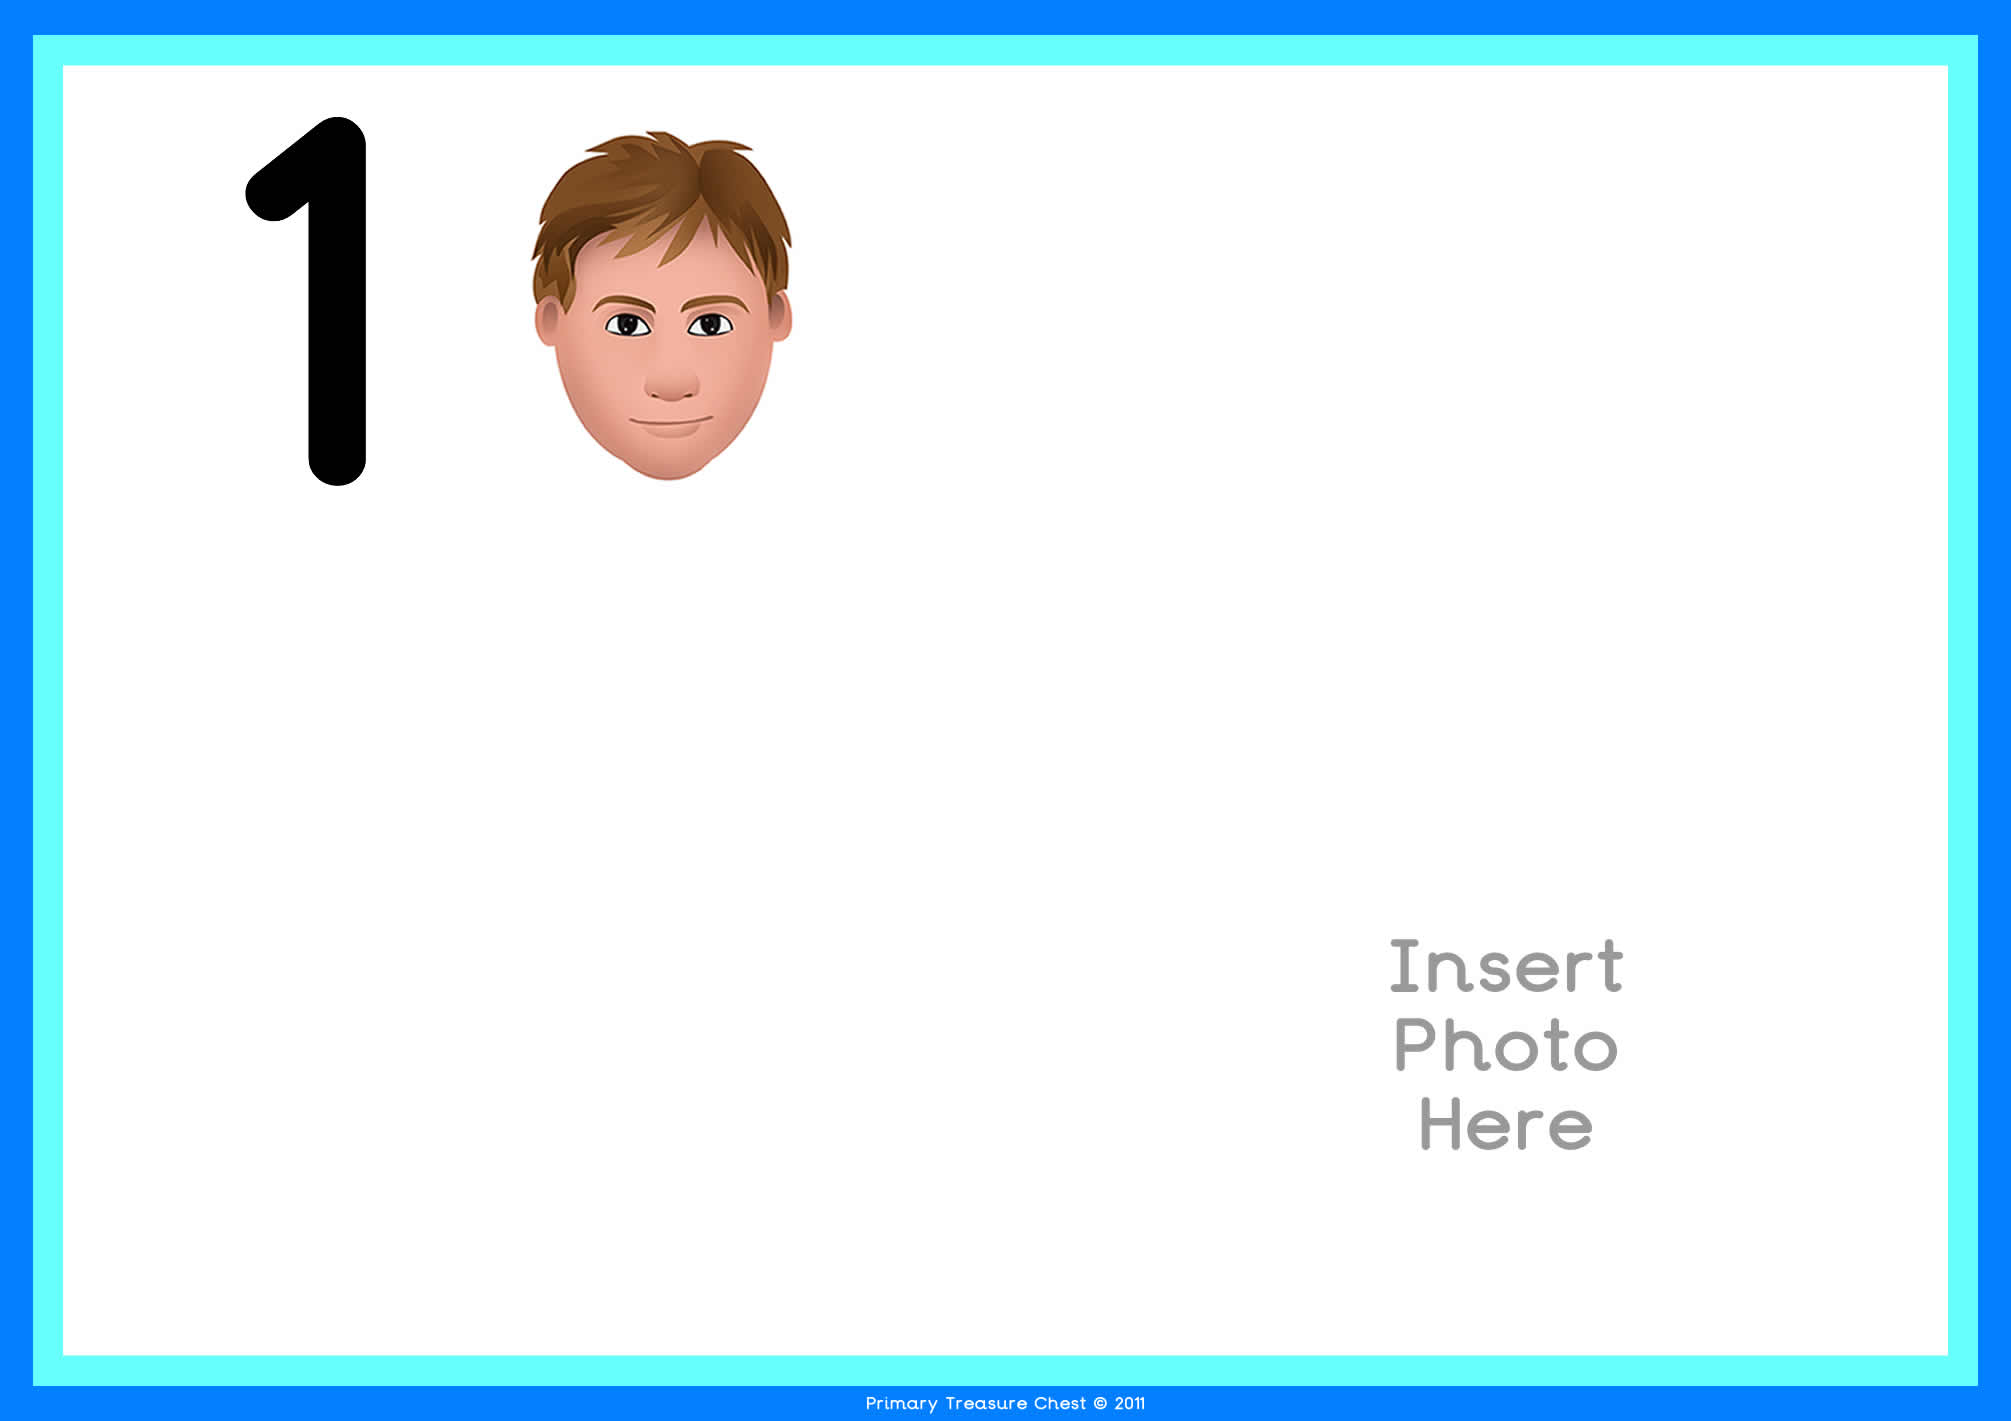 1
Insert
Photo
Here
Primary Treasure Chest © 2011